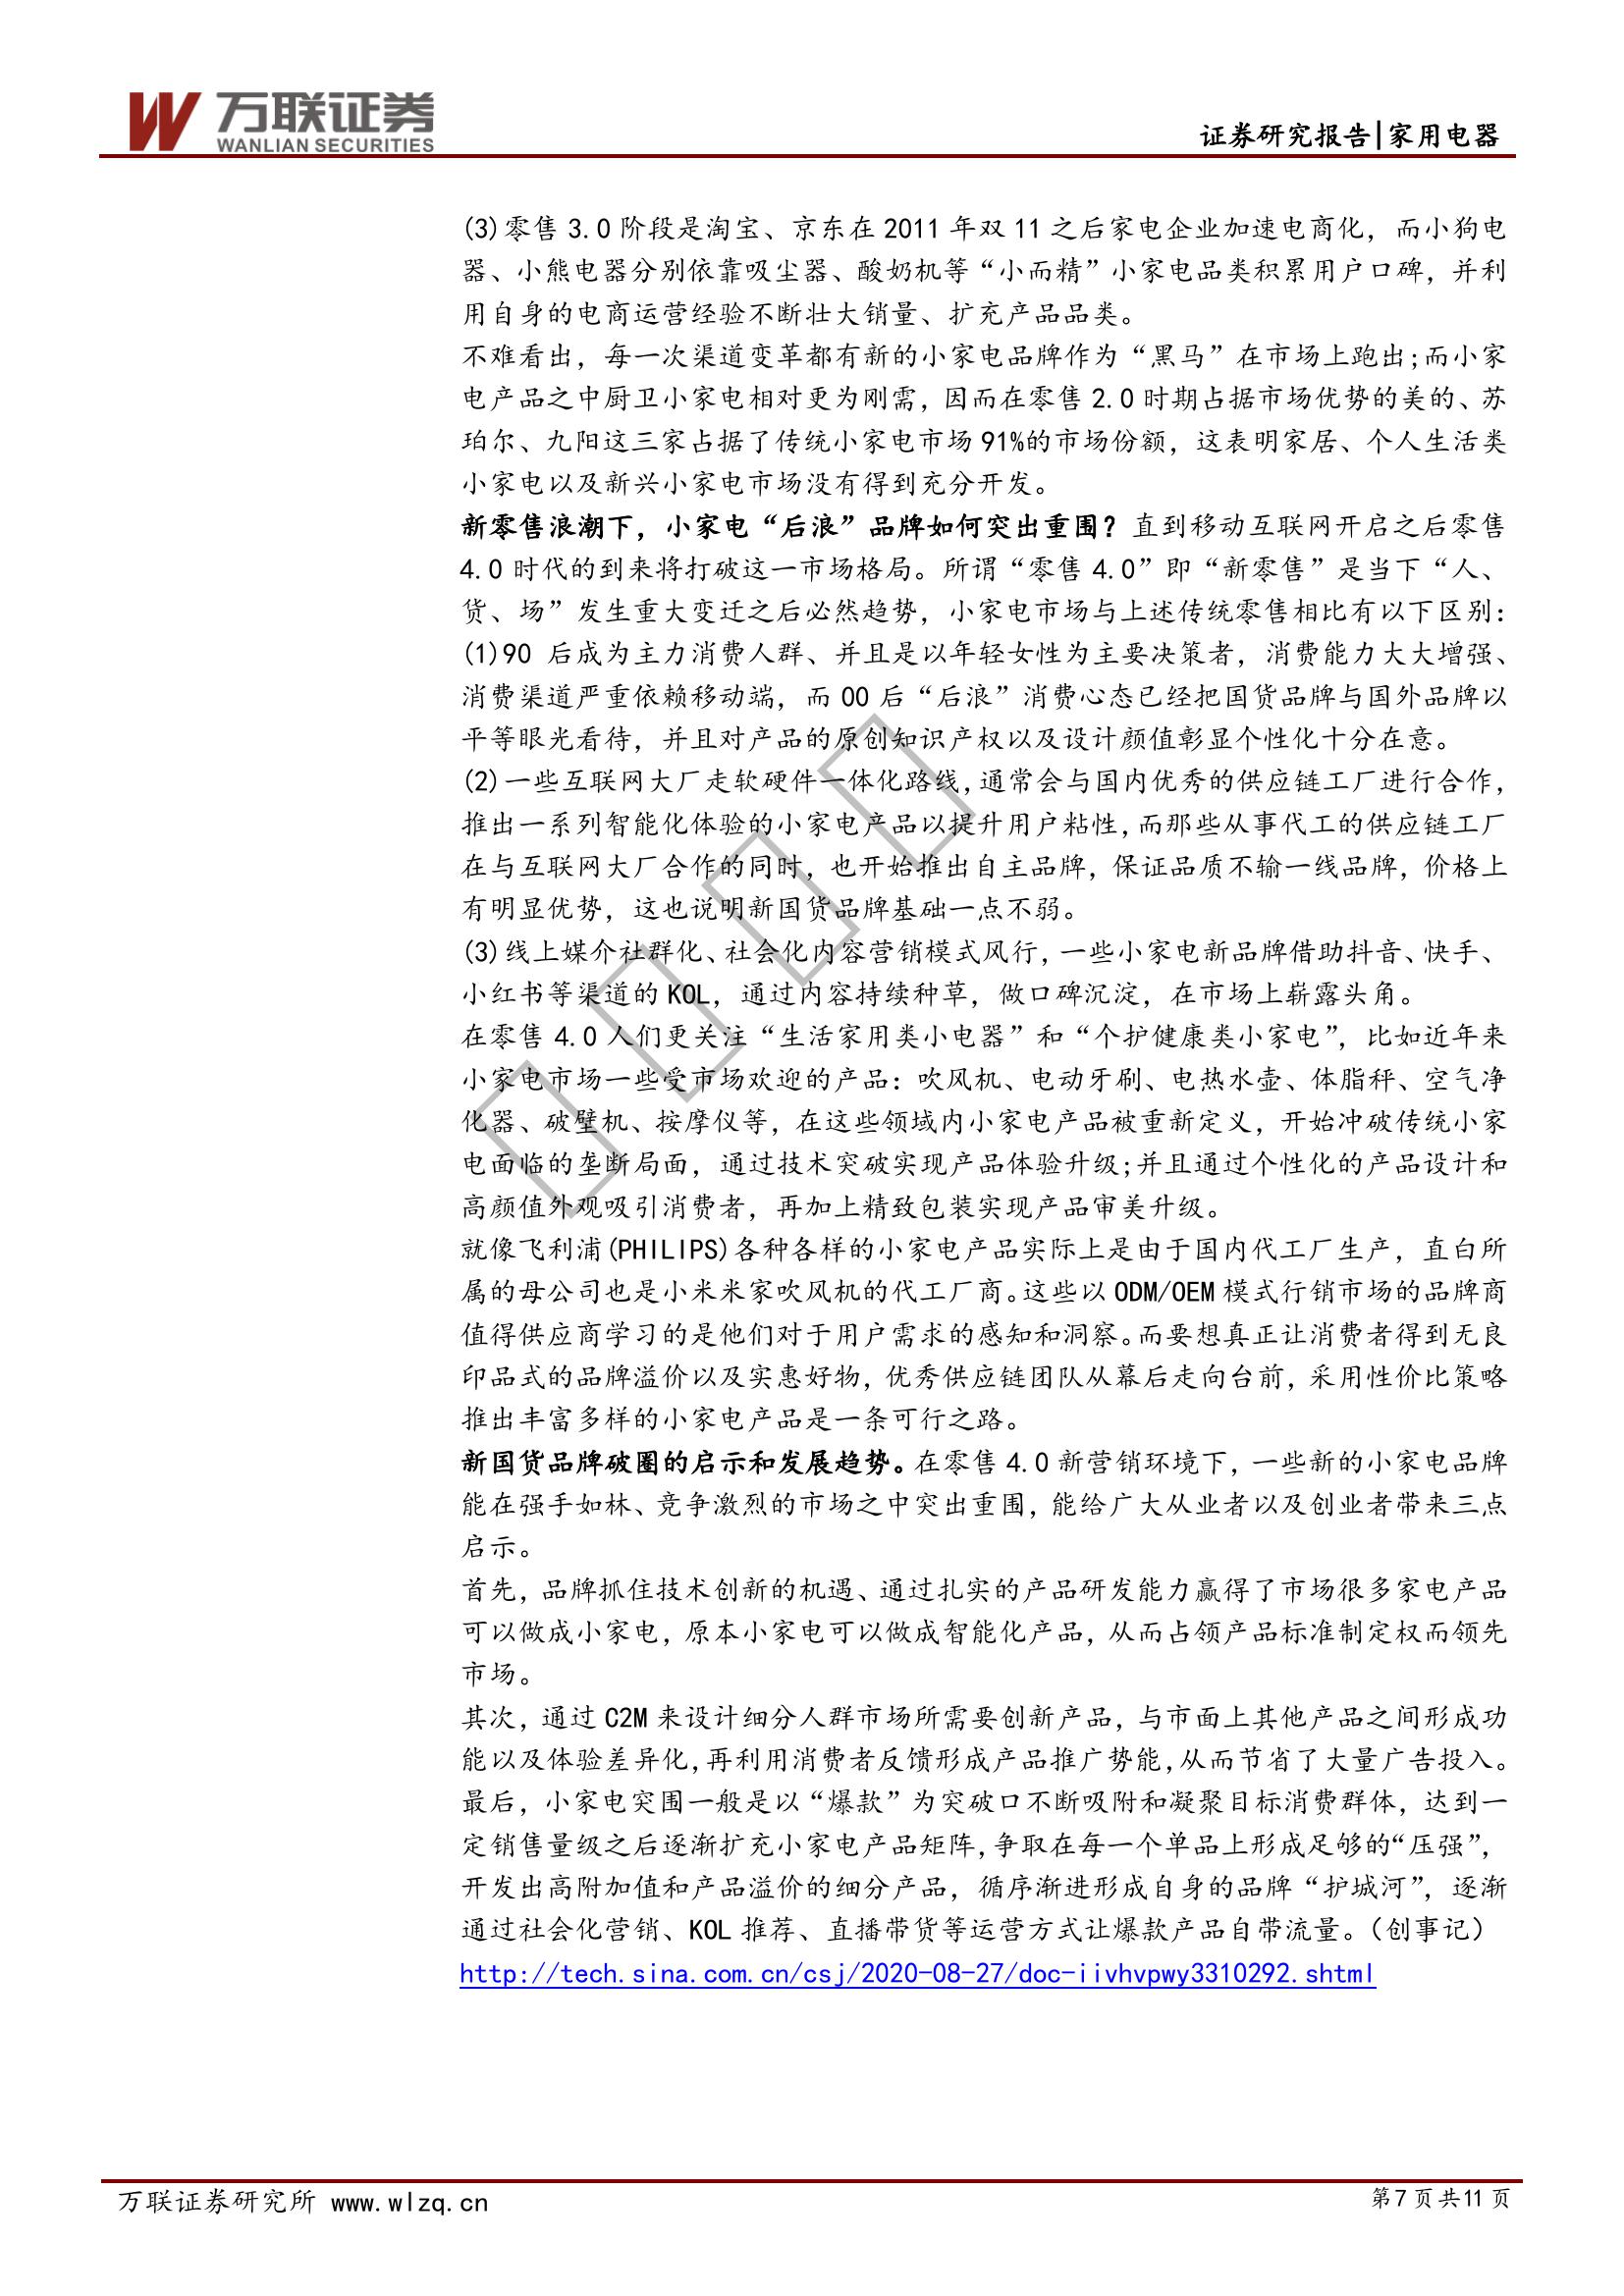 万联证券
WANLIAN SECURITIES
证券研究报告|家用电器
(3)零售 3.0 阶段是淘宝、京东在 2011 年双 11 之后家电企业加速电商化，而小狗电
器、小熊电器分别依靠吸尘器、酸奶机等“小而精”小家电品类积累用户口碑，并利
用自身的电商运营经验不断壮大销量、扩充产品品类。
不难看出，每一次渠道变革都有新的小家电品牌作为“黑马”在市场上跑出;而小家
电产品之中厨卫小家电相对更为刚需，因而在零售 2.0 时期占据市场优势的美的、苏
珀尔、九阳这三家占据了传统小家电市场 91%的市场份额，这表明家居、个人生活类
小家电以及新兴小家电市场没有得到充分开发。
新零售浪潮下，小家电“后浪”品牌如何突出重围？直到移动互联网开启之后零售
4.0 时代的到来将打破这一市场格局。所谓“零售 4.0”即“新零售”是当下“人、
货、场”发生重大变迁之后必然趋势，小家电市场与上述传统零售相比有以下区别：
(1)90 后成为主力消费人群、并且是以年轻女性为主要决策者，消费能力大大增强、
消费渠道严重依赖移动端，而 00 后“后浪”消费心态已经把国货品牌与国外品牌以
平等眼光看待，并且对产品的原创知识产权以及设计颜值彰显个性化十分在意。
(2)一些互联网大厂走软硬件一体化路线，通常会与国内优秀的供应链工厂进行合作，
推出一系列智能化体验的小家电产品以提升用户粘性，而那些从事代工的供应链工厂
在与互联网大厂合作的同时，也开始推出自主品牌，保证品质不输一线品牌，价格上
有明显优势，这也说明新国货品牌基础一点不弱。
(3)线上媒介社群化、社会化内容营销模式风行，一些小家电新品牌借助抖音、快手、
小红书等渠道的 KOL，通过内容持续种草，做口碑沉淀，在市场上崭露头角。
在零售 4.0 人们更关注“生活家用类小电器”和“个护健康类小家电”，比如近年来
小家电市场一些受市场欢迎的产品：吹风机、电动牙刷、电热水壶、体脂秤、空气净
化器、破壁机、按摩仪等，在这些领域内小家电产品被重新定义，开始冲破传统小家
电面临的垄断局面，通过技术突破实现产品体验升级;并且通过个性化的产品设计和
高颜值外观吸引消费者，再加上精致包装实现产品审美升级。
就像飞利浦(PHILIPS)各种各样的小家电产品实际上是由于国内代工厂生产，直白所
属的母公司也是小米米家吹风机的代工厂商。这些以 ODM/OEM 模式行销市场的品牌商
值得供应商学习的是他们对于用户需求的感知和洞察。而要想真正让消费者得到无良
印品式的品牌溢价以及实惠好物，优秀供应链团队从幕后走向台前，采用性价比策略
推出丰富多样的小家电产品是一条可行之路。
新国货品牌破圈的启示和发展趋势。在零售 4.0 新营销环境下，一些新的小家电品牌
能在强手如林、竞争激烈的市场之中突出重围，能给广大从业者以及创业者带来三点
启示。
首先，品牌抓住技术创新的机遇、通过扎实的产品研发能力赢得了市场很多家电产品
可以做成小家电，原本小家电可以做成智能化产品，从而占领产品标准制定权而领先
市场。
其次，通过 C2M 来设计细分人群市场所需要创新产品，与市面上其他产品之间形成功
能以及体验差异化，再利用消费者反馈形成产品推广势能，从而节省了大量广告投入。
最后，小家电突围一般是以“爆款”为突破口不断吸附和凝聚目标消费群体，达到一
定销售量级之后逐渐扩充小家电产品矩阵，争取在每一个单品上形成足够的“压强”，
开发出高附加值和产品溢价的细分产品，循序渐进形成自身的品牌“护城河”，逐渐
通过社会化营销、KOL 推荐、直播带货等运营方式让爆款产品自带流量。（创事记）
http://tech.sina.com.cn/csj/2020-08-27/doc-iivhvpwy3310292.shtml
万联证券研究所 www.wlzq.cn
第 7 页 共 11 页